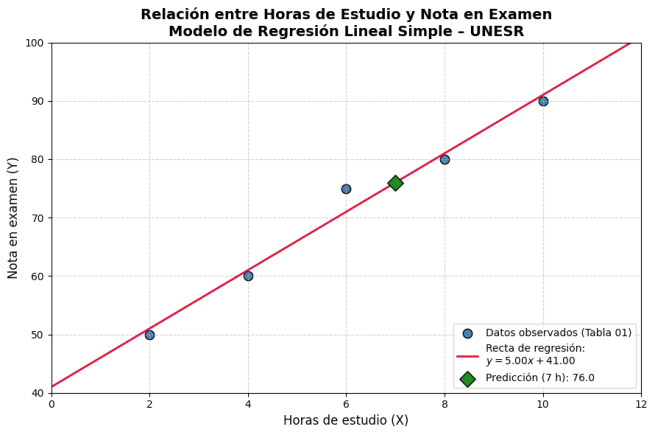 Relación entre Horas de Estudio y Nota en Examen
Modelo de Regresión Lineal Simple – UNESR
Nota en examen (Y)
100
90
80
70
60
50
40
0
2
4
6
8
10
12
Horas de estudio (X)
Datos observados (Tabla 01)
Recta de regresión:
y = 5.00x + 41.00
Predicción (7 h): 76.0